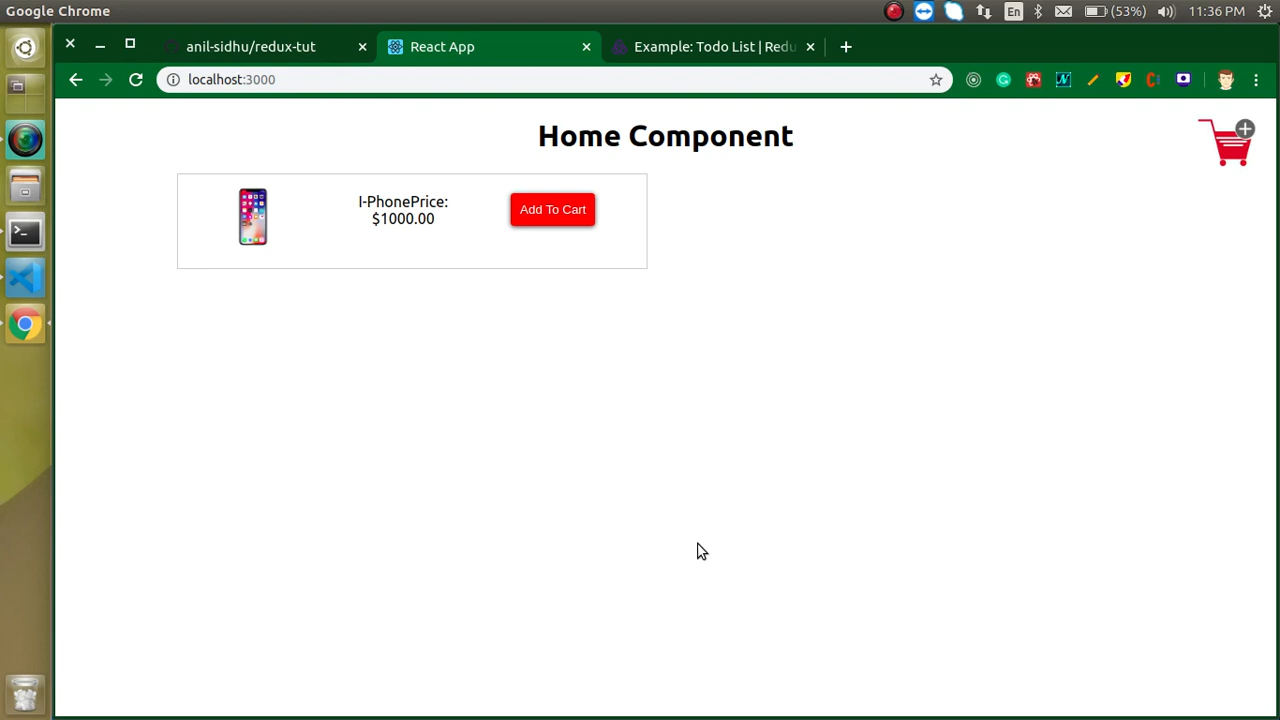 Google Chrome
En
(53%)
11:36 PM
anil-sidhu/redux-tut
React App
Example: Todo List | Redu
localhost:3000
Home Component
I-PhonePrice:
$1000.00
Add To Cart